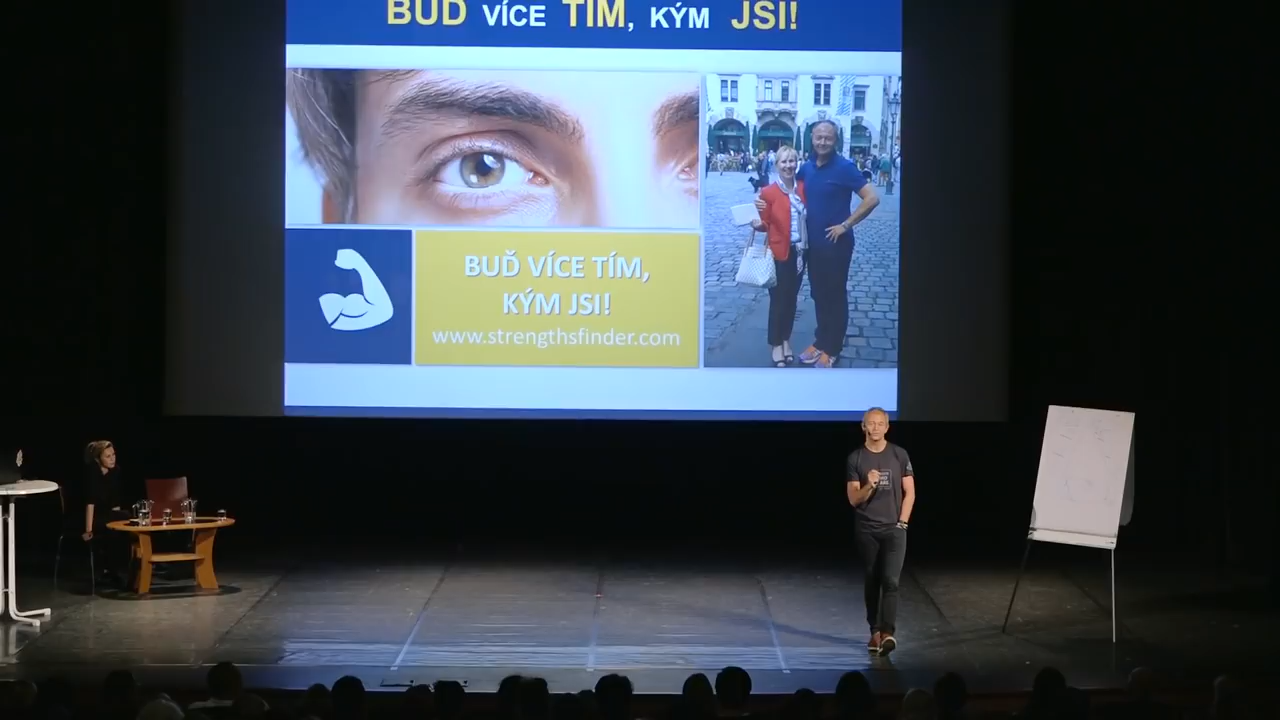 BUĎ VÍCE TÍM, KÝM JSI!
BUĎ VÍCE TÍM,
KÝM JSI!
www.strengthsfinder.com